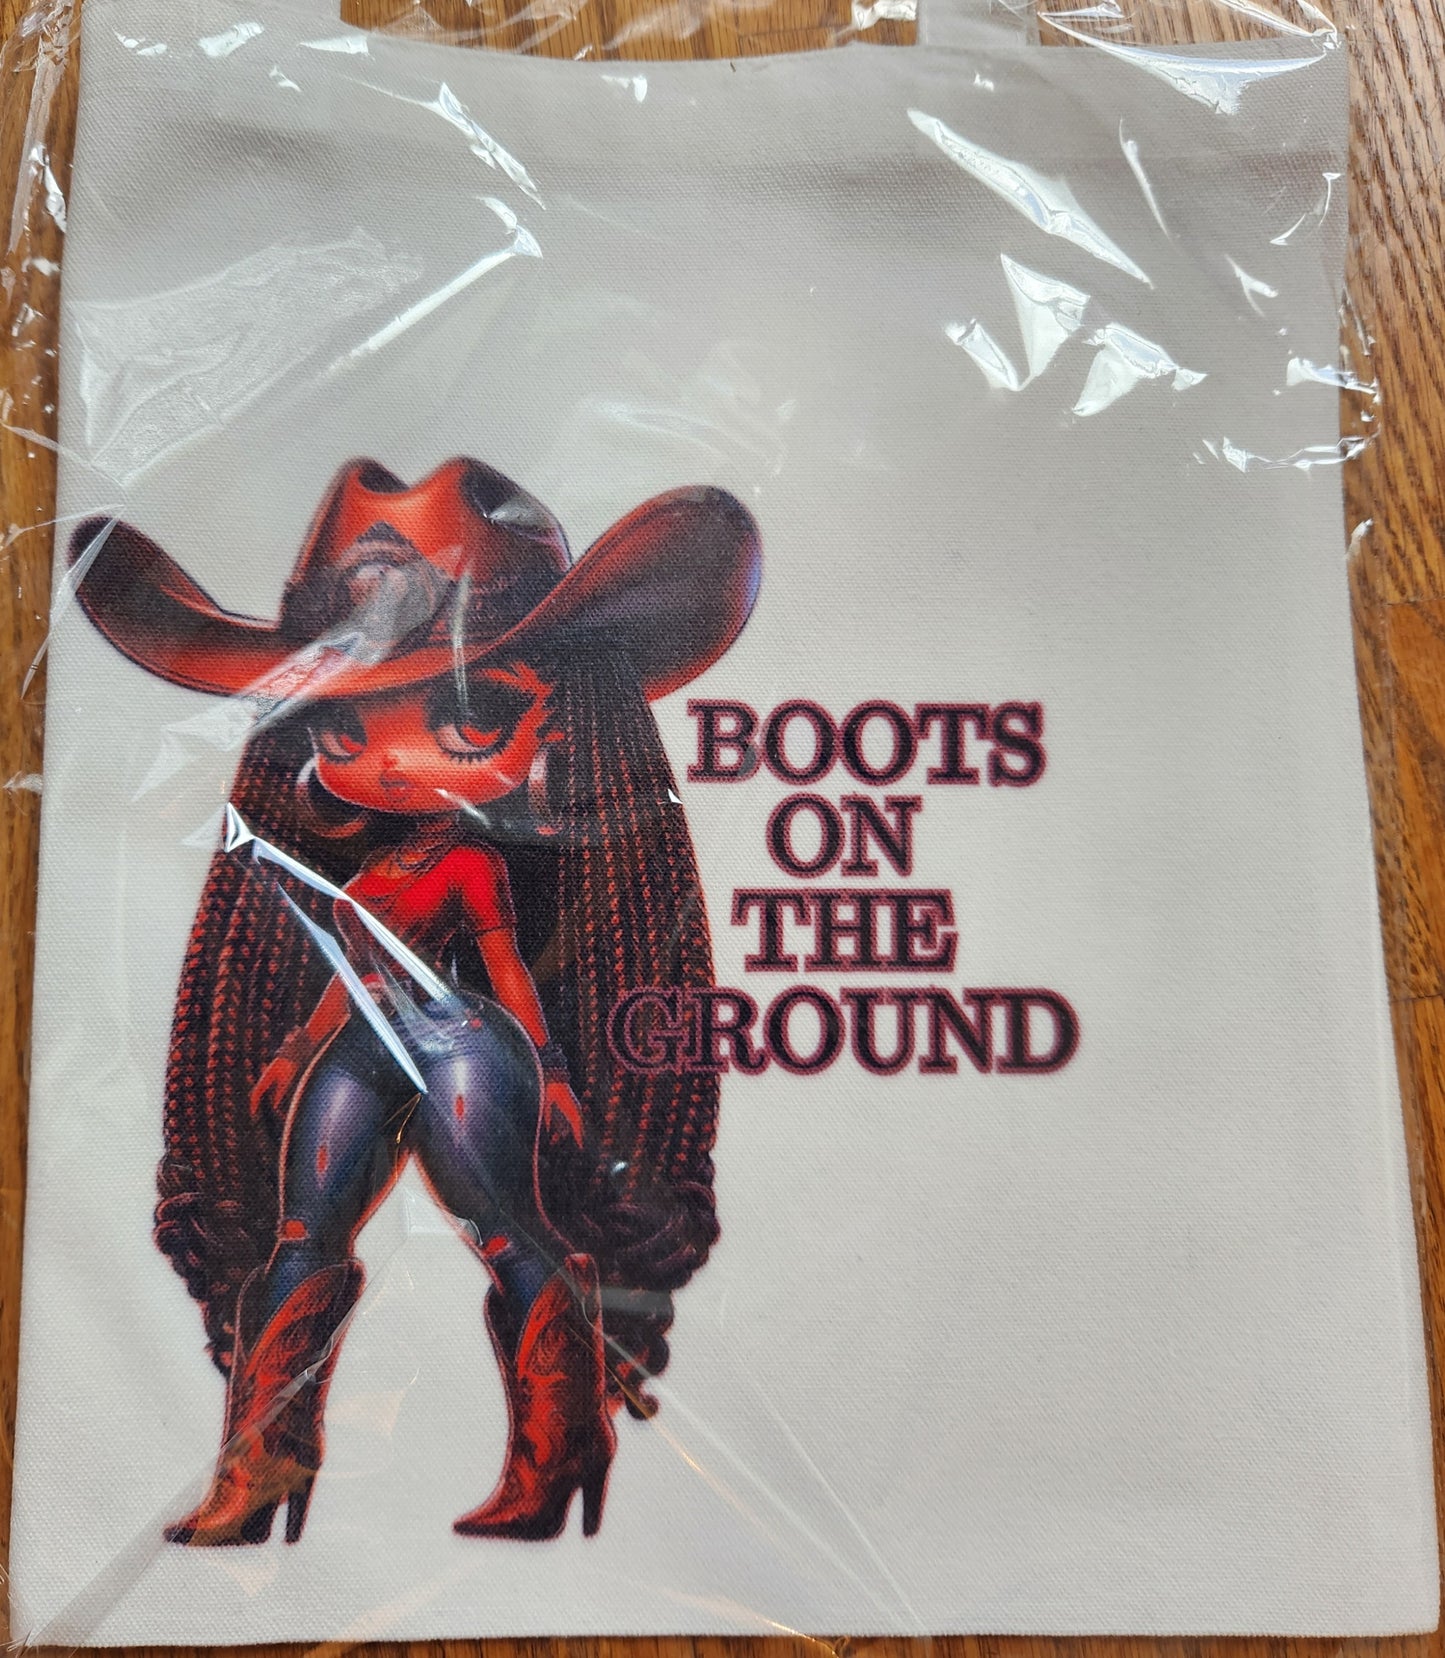 BOOTS
ON
THE
GROUND